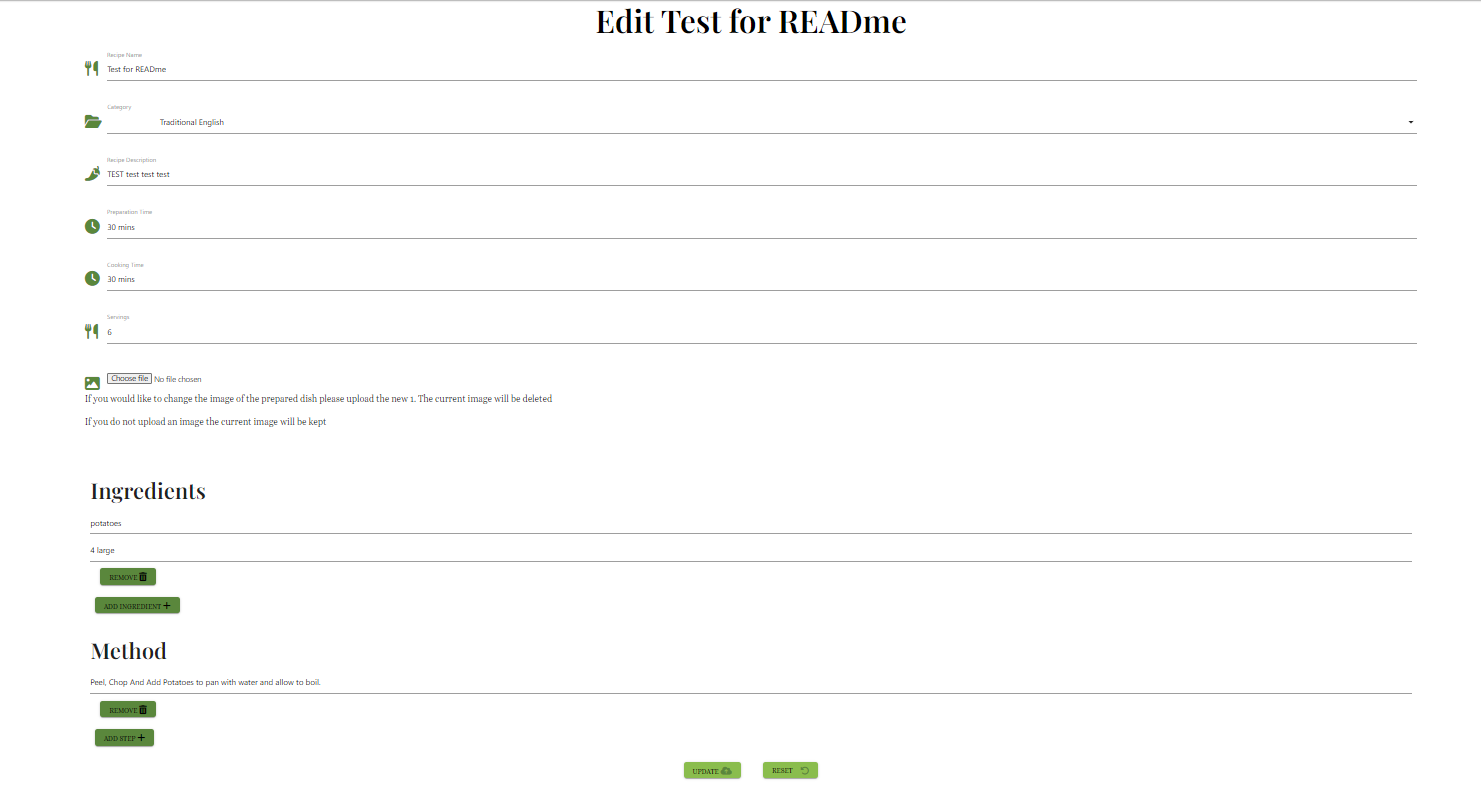 Edit Test for READme
Recipe Name
Test for READme
Category
Traditional English
Recipe Description
TEST test test test
Preparation Time
30 mins
Cooking Time
30 mins
Servings
6
Choose file No file chosen
If you would like to change the image of the prepared dish please upload the new 1. The current image will be deleted
If you do not upload an image the current image will be kept
Ingredients
potatoes
4 large
REMOVE
ADD INGREDIENT
Method
Peel, Chop And Add Potatoes to pan with water and allow to boil.
REMOVE
ADD STEP
UPDATE
RESET